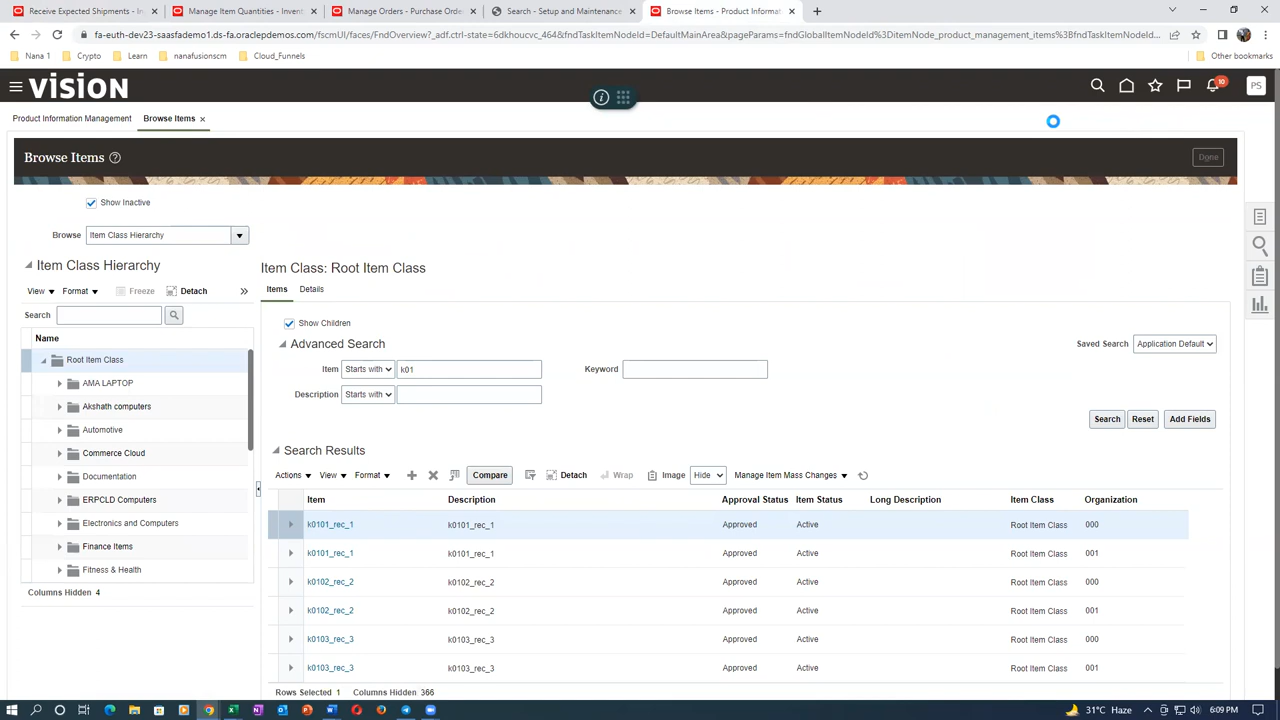 Received Expected Shipments - In
Manage Item Quantities - Invent
Manage Orders - Purchase Order
Search - Setup and Maintenance
Browse Items - Product Informat
fa-euth-dev23-saasfademo1.ds-fa.oraclepdemos.com/fscmUI/faces/FndOverview?_adf.ctrl-state=6dkhoucvc_464&fndTaskItemNodeId=DefaultMainArea&pageParams=fndGlobalItemNodeId%3DitemNode_product_management_items%3BfndTaskItemNodeId...
Nana 1 Crypto Learn nanafusionscm Cloud_Funnels Other bookmarks
VISION 10 PS
Product Information Management Browse Items
Browse Items Done
Show Inactive
Browse Item Class Hierarchy
Item Class Hierarchy
View Format Freeze Detach
Search
Name
Root Item Class
AMA LAPTOP
Akshath computers
Automotive
Commerce Cloud
Documentation
ERPCLD Computers
Electronics and Computers
Finance Items
Fitness & Health
Columns Hidden 4
Item Class: Root Item Class
Items Details
Show Children
Advanced Search Saved Search Application Default
Item Starts with k01 Keyword
Description Starts with
Search Reset Add Fields
Search Results
Actions View Format Compare Detach Wrap Image Hide Manage Item Mass Changes
Item Description Approval Status Item Status Long Description Item Class Organization
k0101_rec_1 k0101_rec_1 Approved Active Root Item Class 000
k0101_rec_1 k0101_rec_1 Approved Active Root Item Class 001
k0102_rec_2 k0102_rec_2 Approved Active Root Item Class 000
k0102_rec_2 k0102_rec_2 Approved Active Root Item Class 001
k0103_rec_3 k0103_rec_3 Approved Active Root Item Class 000
k0103_rec_3 k0103_rec_3 Approved Active Root Item Class 001
Rows Selected 1 Columns Hidden 366
31°C Haze 6:09 PM